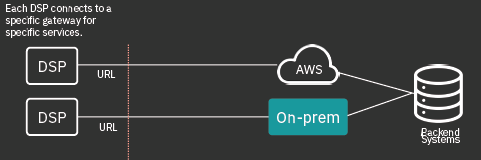 Each DSP connects to a
specific gateway for
specific services.
DSP
URL
AWS
DSP
URL
On-prem
Backend
Systems